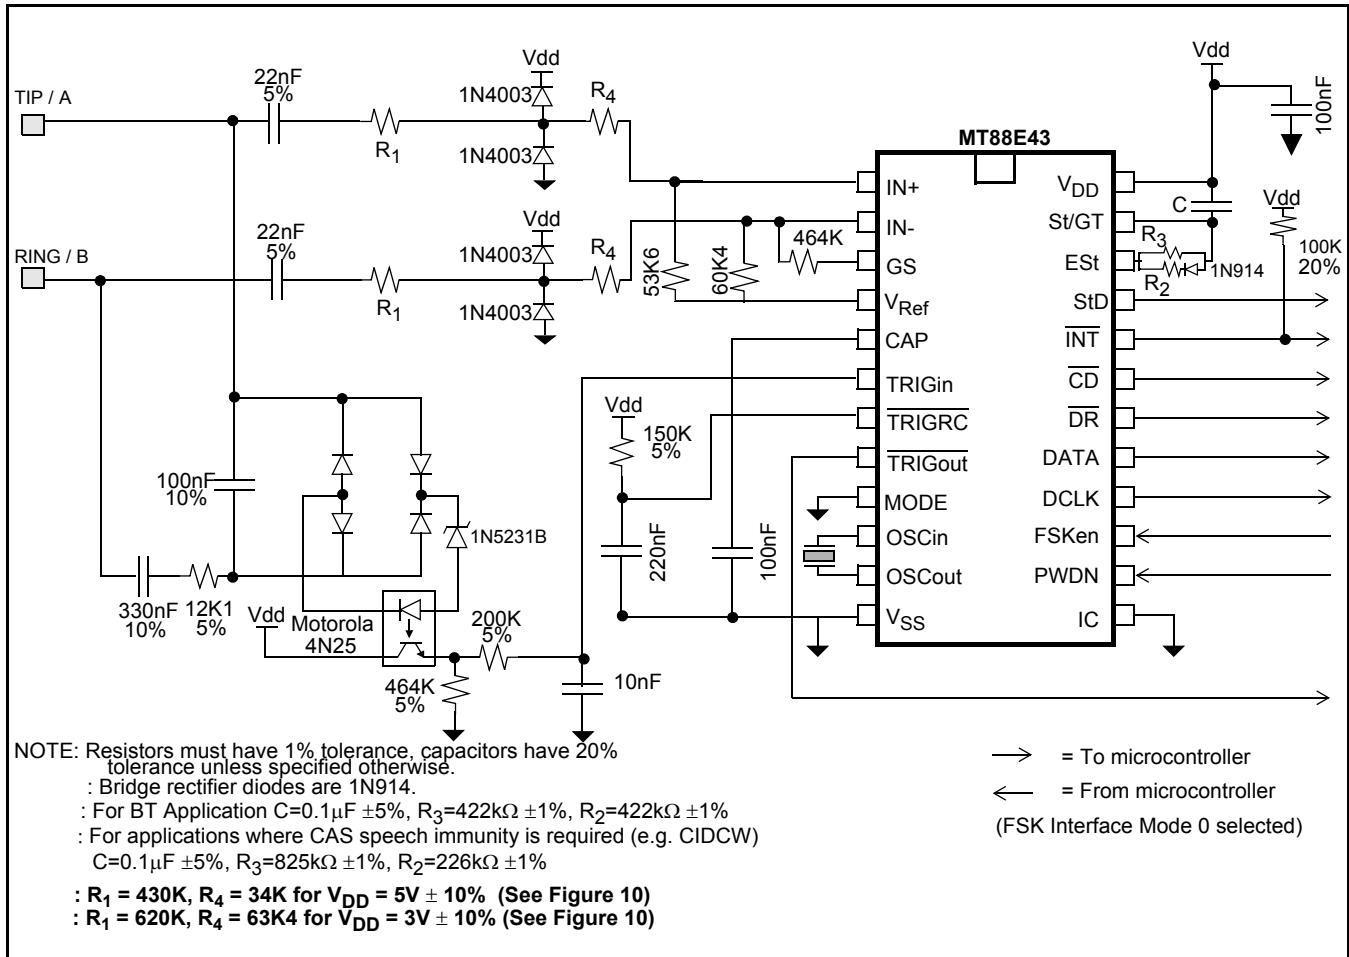 TIP / A
22nF
5%
R1
1N4003
Vdd
1N4003
R4
RING / B
22nF
5%
R1
1N4003
Vdd
1N4003
R4
53K6
60K4
464K
MT88E43
IN+
IN-
GS
VRef
CAP
TRIGin
TRIGRC
TRIGout
MODE
OSCin
OSCout
VSS
VDD
St/GT
ESt
StD
INT
CD
DR
DATA
DCLK
FSKen
PWDN
IC
Vdd
100nF
C
R3
R2
1N914
Vdd
100K
20%
100nF
10%
1N5231B
330nF
10%
12K1
5%
Vdd
Motorola
4N25
200K
5%
464K
5%
10nF
Vdd
150K
5%
220nF
100nF
NOTE: Resistors must have 1% tolerance, capacitors have 20%
tolerance unless specified otherwise.
: Bridge rectifier diodes are 1N914.
: For BT Application C=0.1μF ±5%, R3=422kΩ ±1%, R2=422kΩ ±1%
: For applications where CAS speech immunity is required (e.g. CIDCW)
C=0.1μF ±5%, R3=825kΩ ±1%, R2=226kΩ ±1%
: R1 = 430K, R4 = 34K for VDD = 5V ± 10% (See Figure 10)
: R1 = 620K, R4 = 63K4 for VDD = 3V ± 10% (See Figure 10)
= To microcontroller
= From microcontroller
(FSK Interface Mode 0 selected)